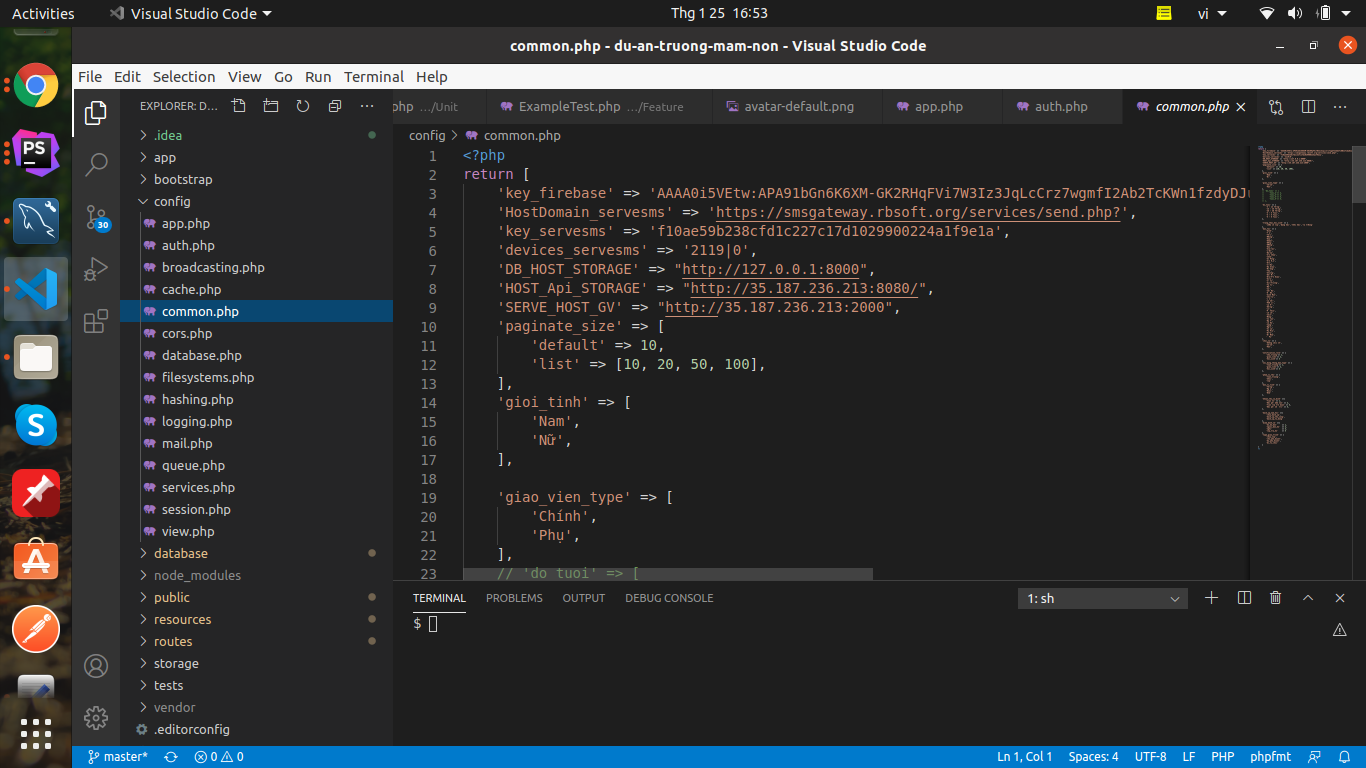 Activities Visual Studio Code Thg 1 25 16:53 vi
common.php - du-an-truong-mam-non - Visual Studio Code
File Edit Selection View Go Run Terminal Help
EXPLORER: D...
.idea
app
bootstrap
config
app.php
auth.php
broadcasting.php
cache.php
common.php
cors.php
database.php
filesystems.php
hashing.php
logging.php
mail.php
queue.php
services.php
session.php
view.php
database
node_modules
public
resources
routes
storage
tests
vendor
.editorconfig
30
PS
php .../Unit ExampleTest.php .../Feature avatar-default.png app.php auth.php common.php
config > common.php
1 <?php
2 return [
3 'key_firebase' => 'AAAA0i5VEtw:APA91bGn6K6XM-GK2RHqFVi7W3Iz3JqLcCrz7wgmfI2Ab2TcKWn1fzdyDJu
4 'HostDomain_servesms' => 'https://smsgateway.rbsoft.org/services/send.php?',
5 'key_servesms' => 'f10ae59b238cfd1c227c17d1029900224a1f9e1a',
6 'devices_servesms' => '2119|0',
7 'DB_HOST_STORAGE' => "http://127.0.0.1:8000",
8 'HOST_Api_STORAGE' => "http://35.187.236.213:8080/",
9 'SERVE_HOST_GV' => "http://35.187.236.213:2000",
10 'paginate_size' => [
11 'default' => 10,
12 'list' => [10, 20, 50, 100],
13 ],
14 'gioi_tinh' => [
15 'Nam',
16 'Nữ',
17 ],
18
19 'giao_vien_type' => [
20 'Chính',
21 'Phụ',
22 ],
23 // 'do tuoi' => [
TERMINAL PROBLEMS OUTPUT DEBUG CONSOLE 1: sh
$
master* 0 0 Ln 1, Col 1 Spaces: 4 UTF-8 LF PHP phpfmt